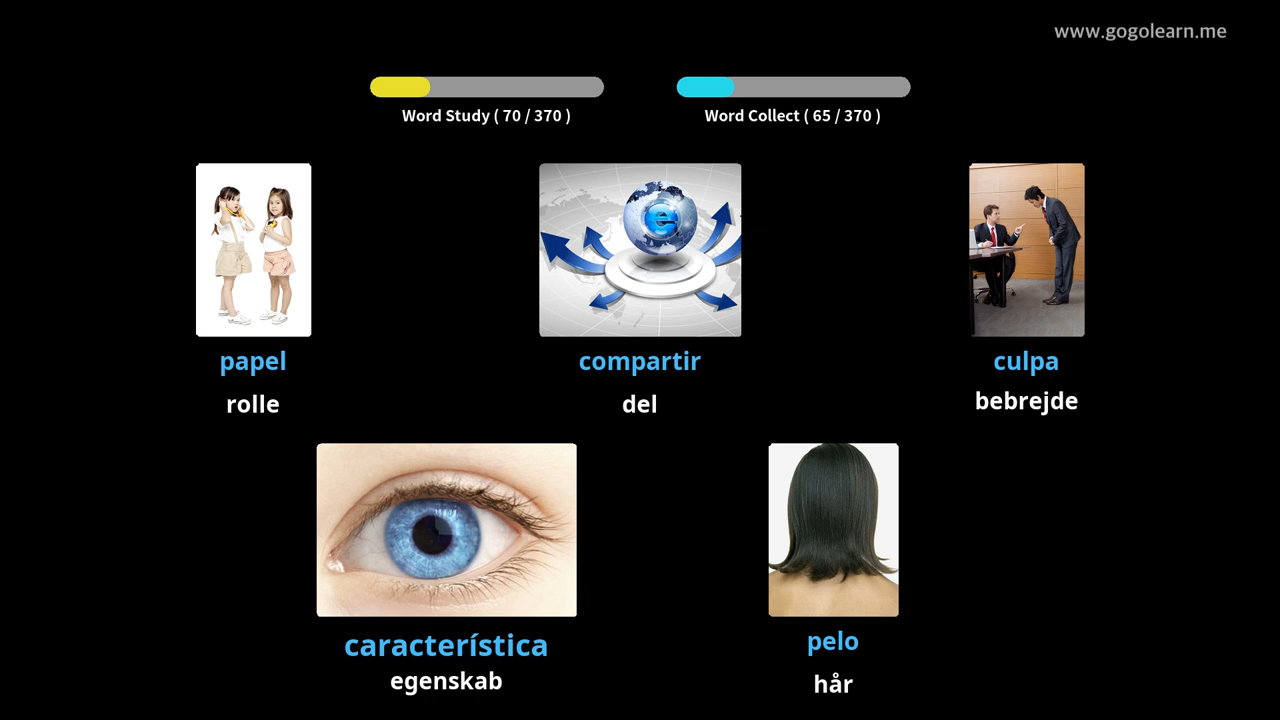 www.gogolearn.me
Word Study ( 70 / 370 )
Word Collect ( 65 / 370 )
papel
compartir
culpa
rolle
del
bebrejde
e
característica
pelo
egenskab
hår